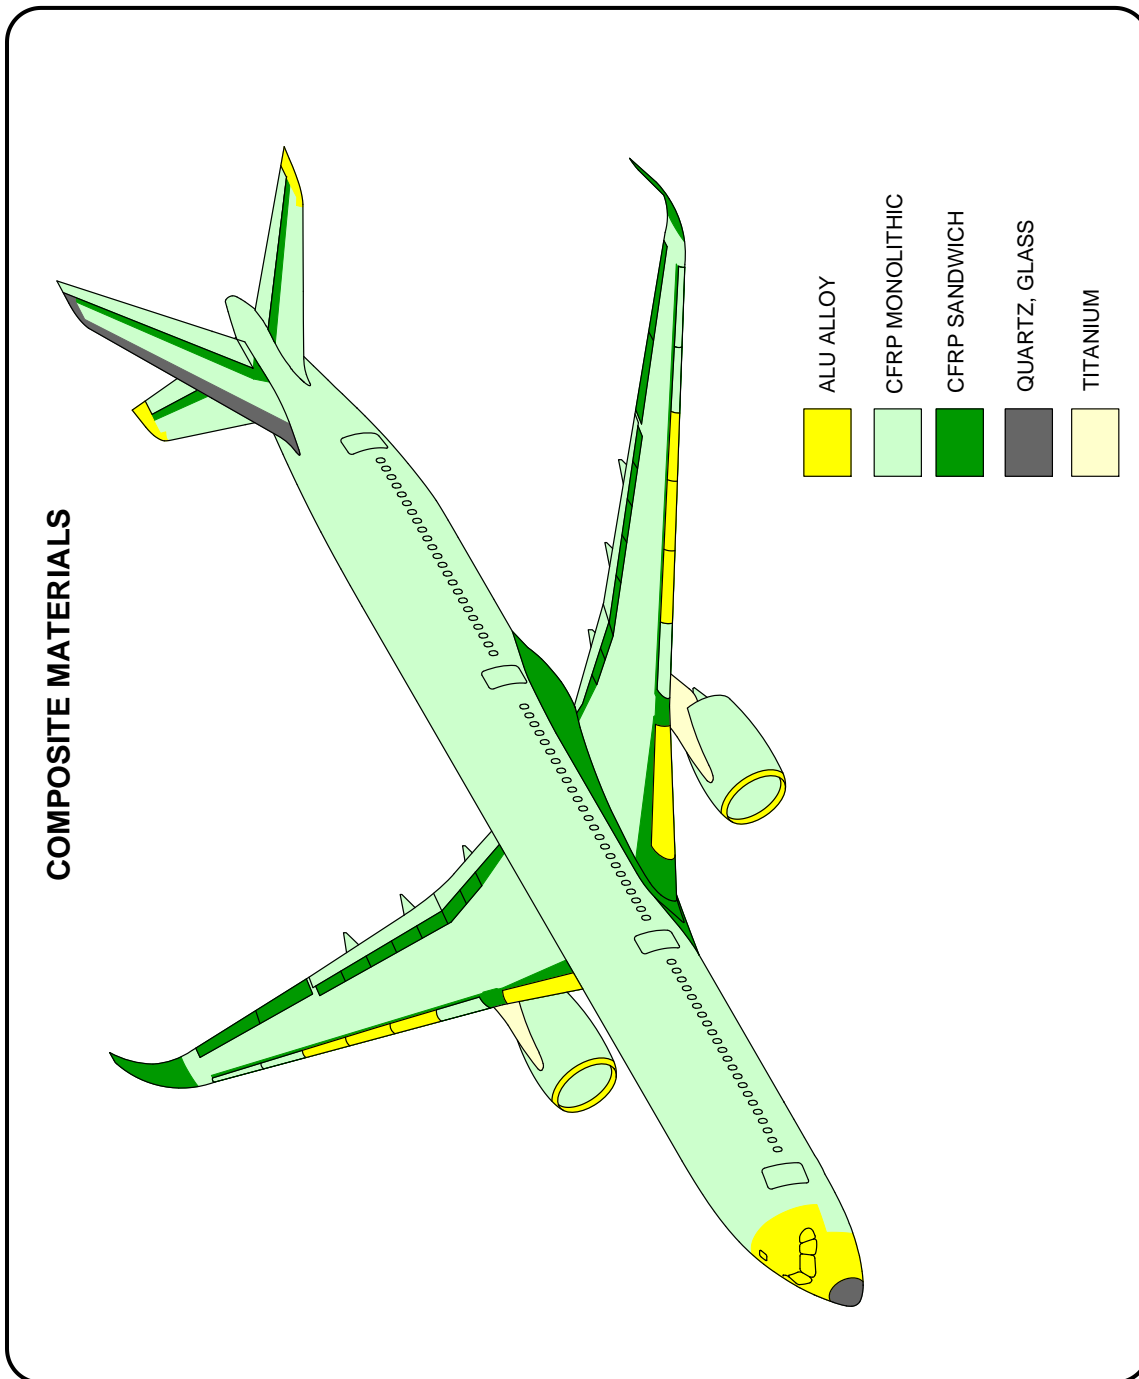 COMPOSITE MATERIALS
ALU ALLOY
CFRP MONOLITHIC
CFRP SANDWICH
QUARTZ, GLASS
TITANIUM